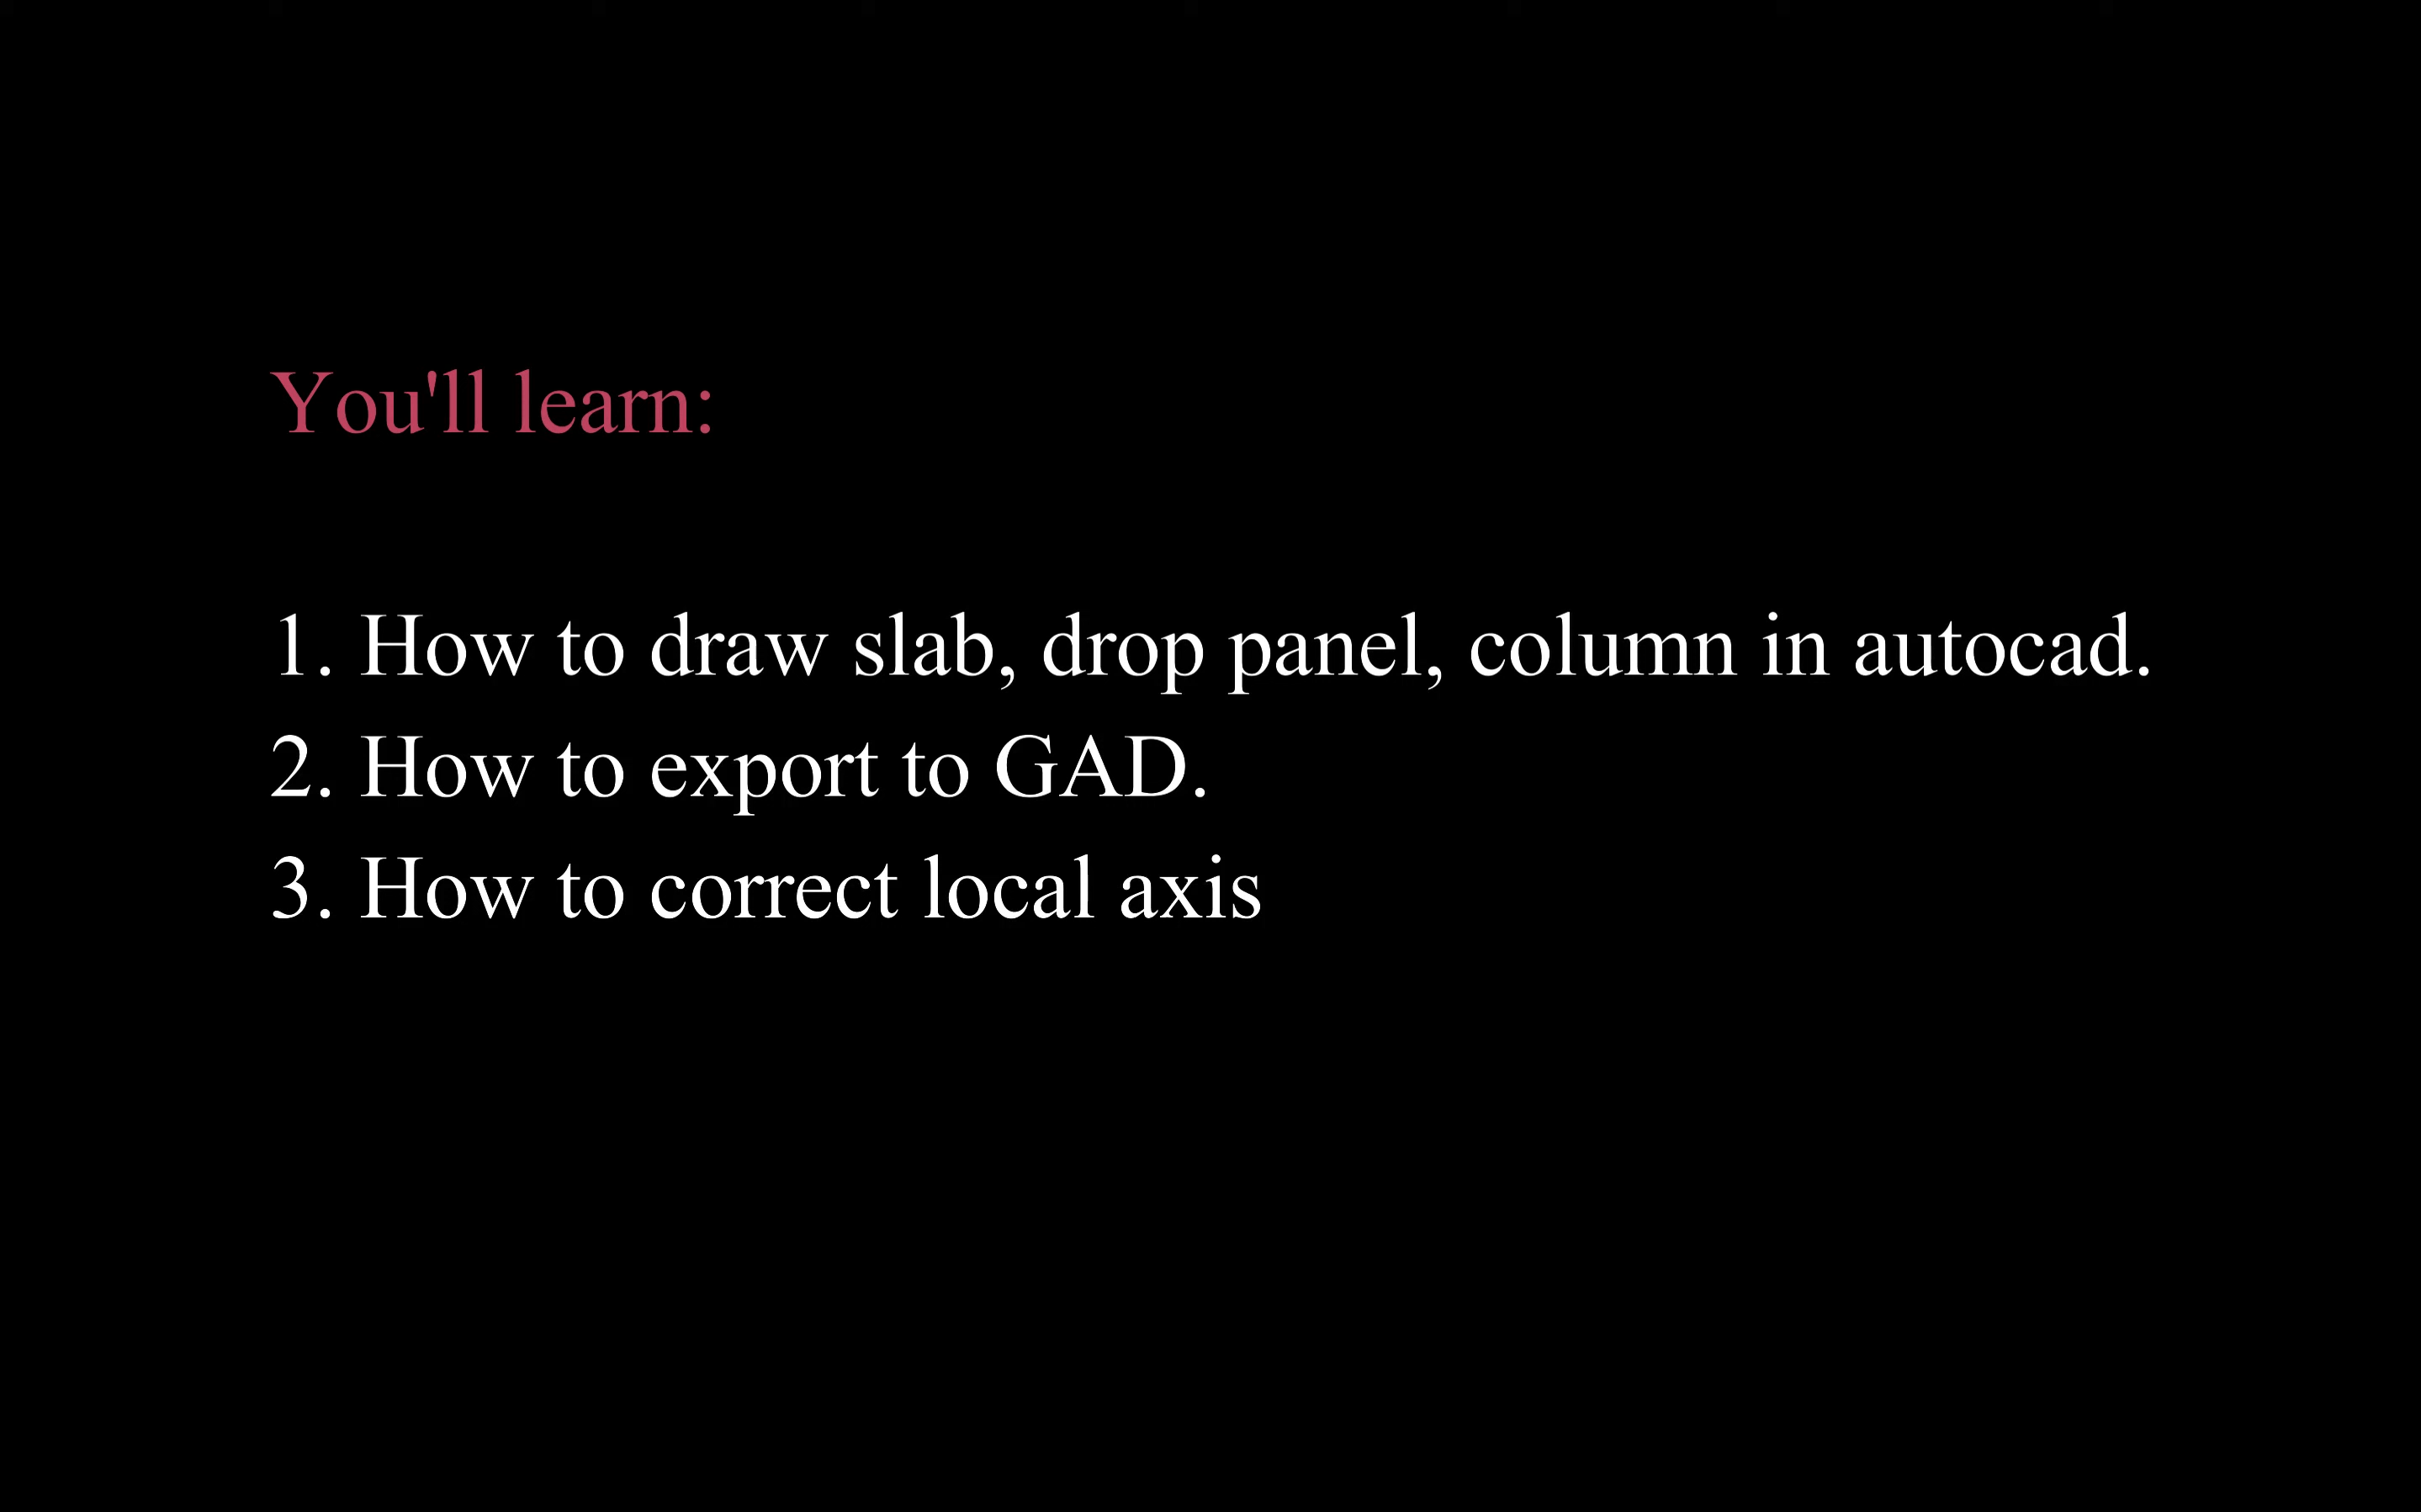 You'll learn:
1. How to draw slab, drop panel, column in autocad.
2. How to export to GAD.
3. How to correct local axis